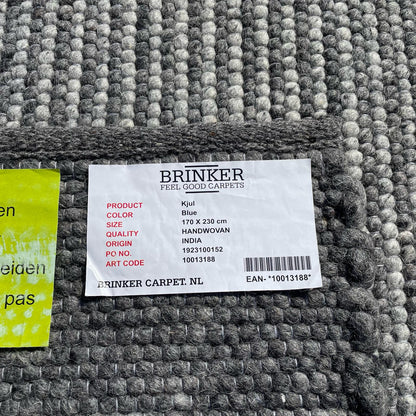 BRINKER
FEEL GOOD CARPETS
PRODUCT Kjul
COLOR Blue
SIZE 170 X 230 cm
QUALITY HANDWOVAN
ORIGIN INDIA
PO NO. 1923100152
ART CODE 10013188
BRINKER CARPET. NL
EAN- *10013188*
en
eiden
pas